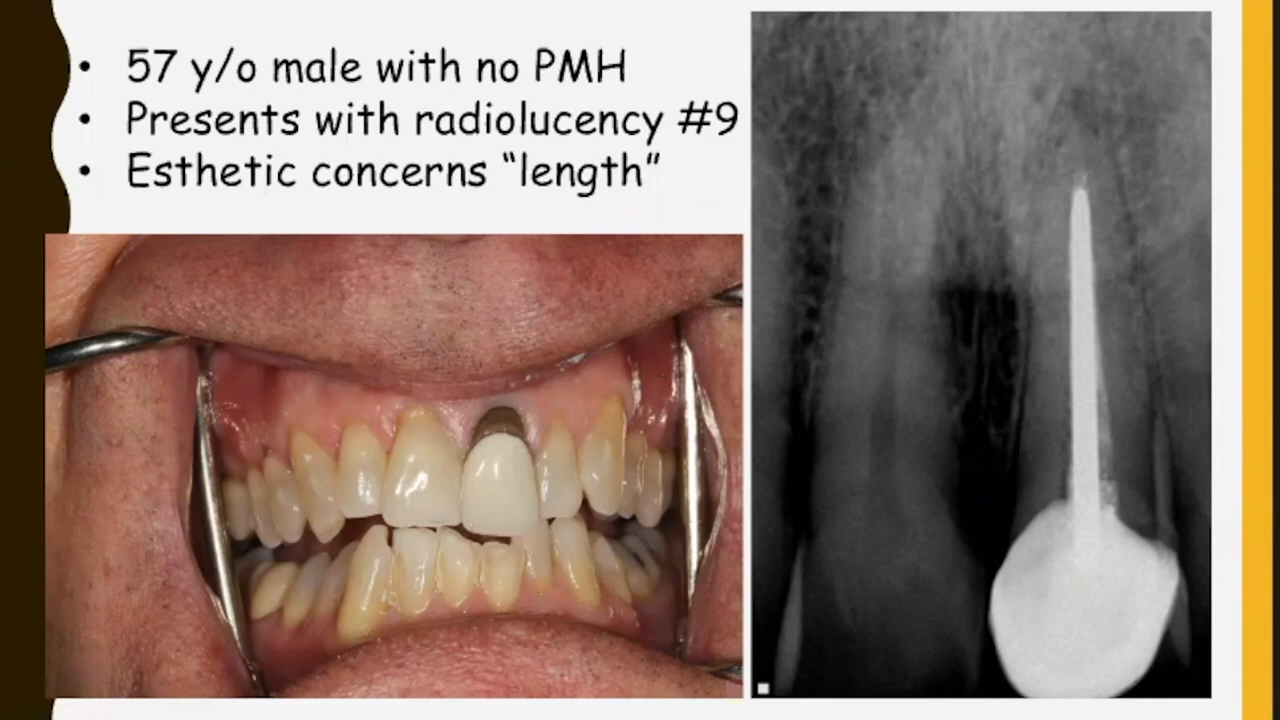 • 57 y/o male with no PMH
• Presents with radiolucency #9
• Esthetic concerns “length”